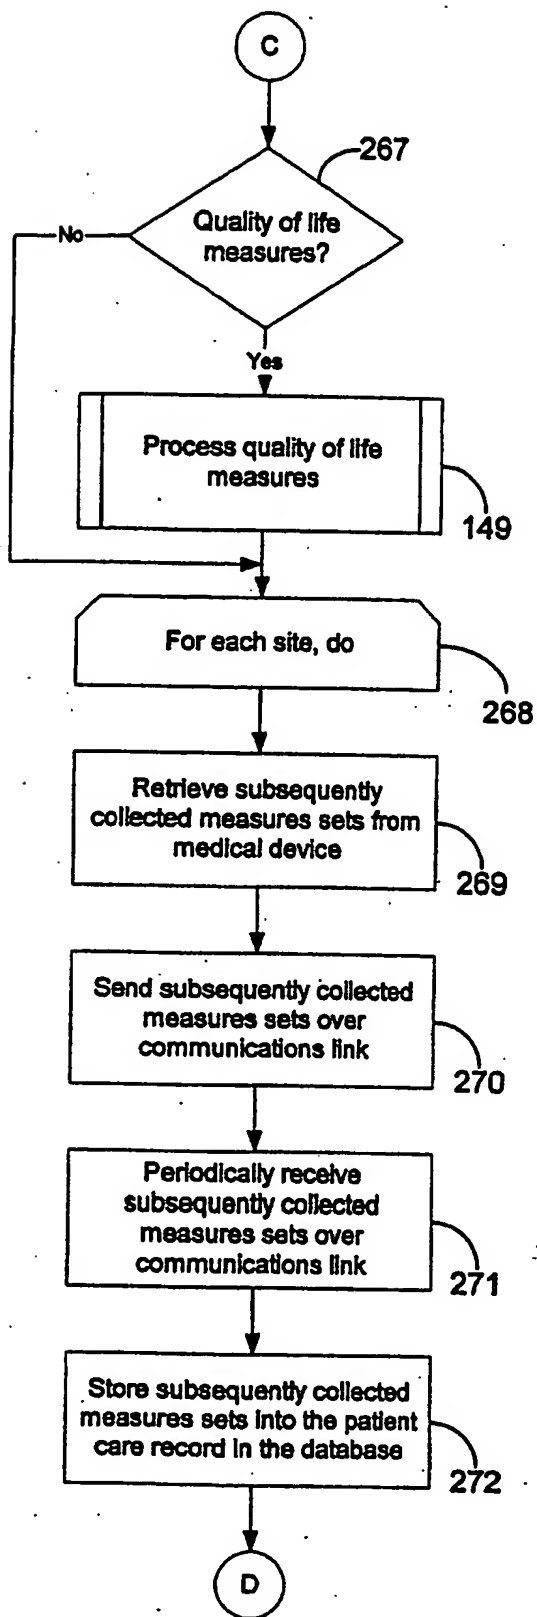 C
267
Quality of life
measures?
No
Yes
Process quality of life
measures
149
For each site, do
268
Retrieve subsequently
collected measures sets from
medical device
269
Send subsequently collected
measures sets over
communications link
270
Periodically receive
subsequently collected
measures sets over
communications link
271
Store subsequently collected
measures sets into the patient
care record in the database
272
D